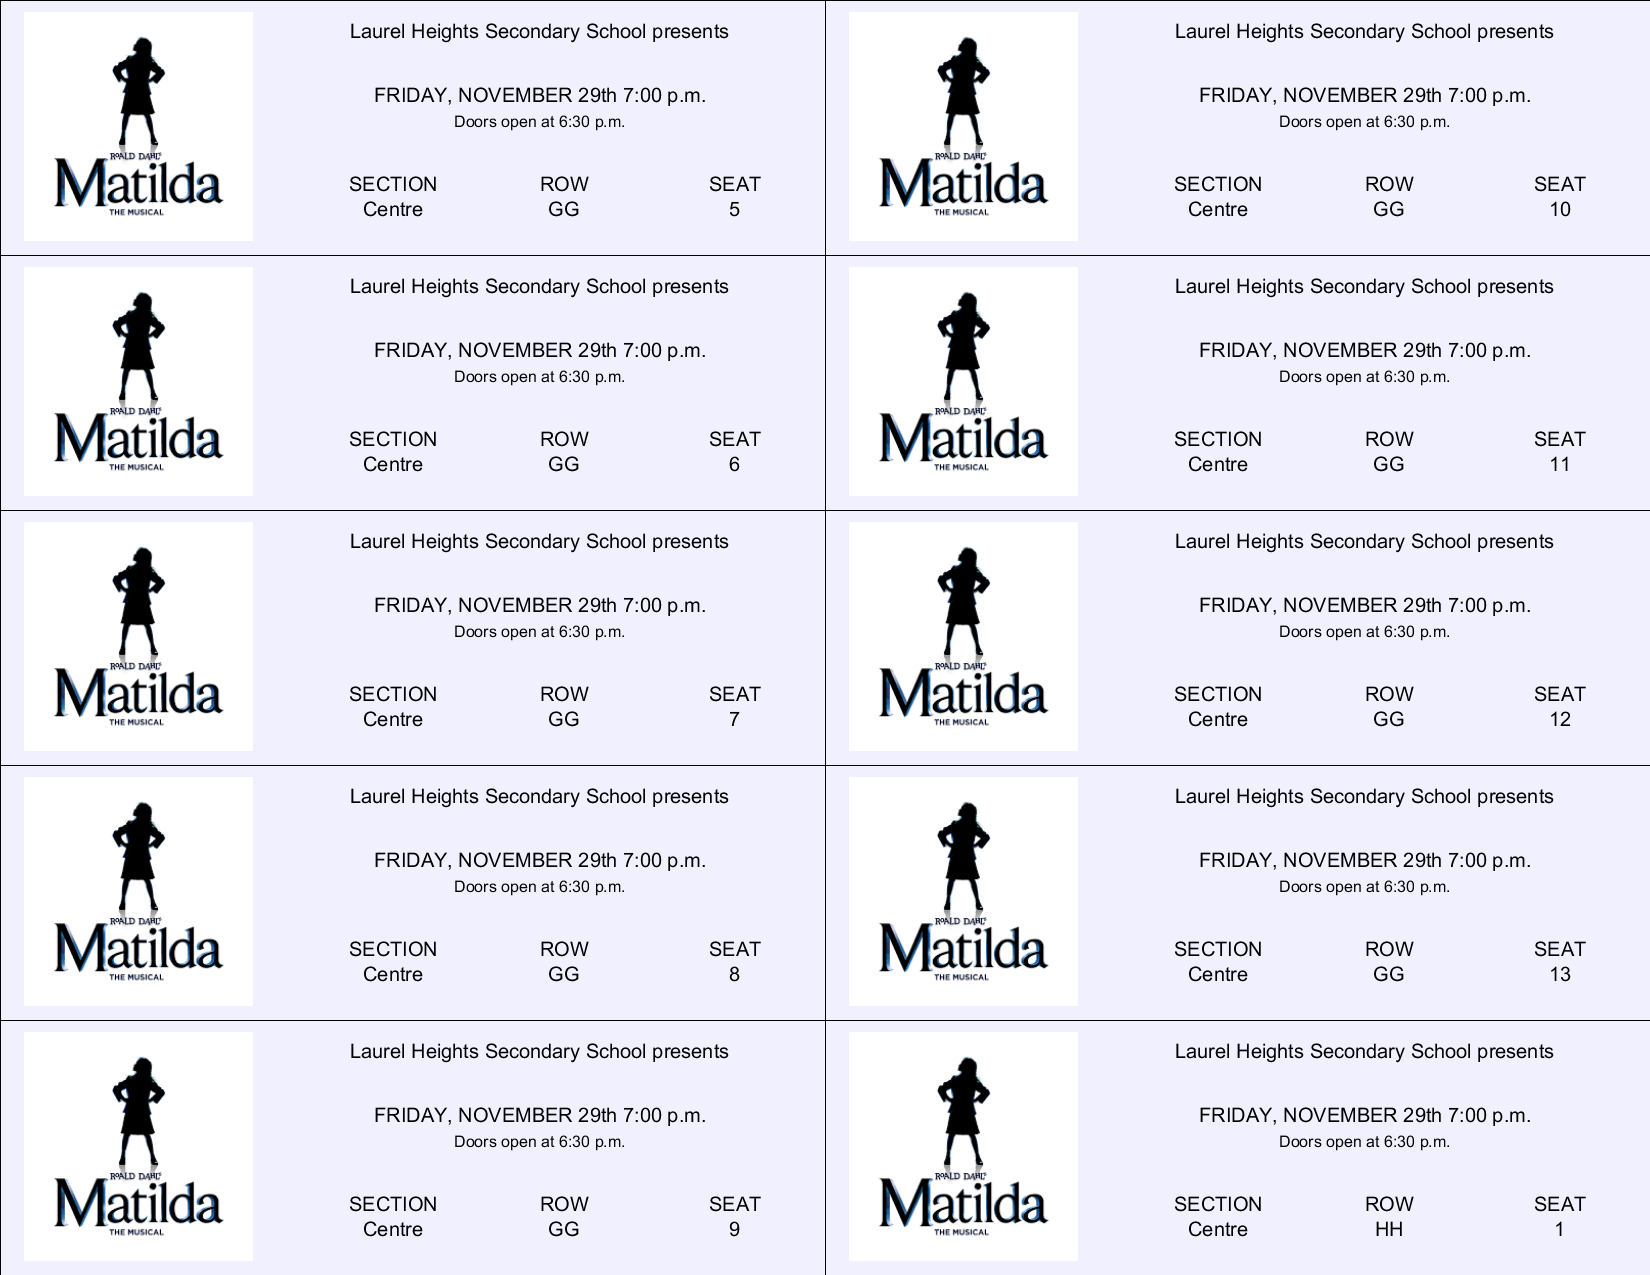 Laurel Heights Secondary School presents
FRIDAY, NOVEMBER 29th 7:00 p.m.
Doors open at 6:30 p.m.
ROALD DAHL'S
Matilda
THE MUSICAL
SECTION ROW SEAT
Centre GG 5
Laurel Heights Secondary School presents
FRIDAY, NOVEMBER 29th 7:00 p.m.
Doors open at 6:30 p.m.
ROALD DAHL'S
Matilda
THE MUSICAL
SECTION ROW SEAT
Centre GG 10
Laurel Heights Secondary School presents
FRIDAY, NOVEMBER 29th 7:00 p.m.
Doors open at 6:30 p.m.
ROALD DAHL'S
Matilda
THE MUSICAL
SECTION ROW SEAT
Centre GG 6
Laurel Heights Secondary School presents
FRIDAY, NOVEMBER 29th 7:00 p.m.
Doors open at 6:30 p.m.
ROALD DAHL'S
Matilda
THE MUSICAL
SECTION ROW SEAT
Centre GG 11
Laurel Heights Secondary School presents
FRIDAY, NOVEMBER 29th 7:00 p.m.
Doors open at 6:30 p.m.
ROALD DAHL'S
Matilda
THE MUSICAL
SECTION ROW SEAT
Centre GG 7
Laurel Heights Secondary School presents
FRIDAY, NOVEMBER 29th 7:00 p.m.
Doors open at 6:30 p.m.
ROALD DAHL'S
Matilda
THE MUSICAL
SECTION ROW SEAT
Centre GG 12
Laurel Heights Secondary School presents
FRIDAY, NOVEMBER 29th 7:00 p.m.
Doors open at 6:30 p.m.
ROALD DAHL'S
Matilda
THE MUSICAL
SECTION ROW SEAT
Centre GG 8
Laurel Heights Secondary School presents
FRIDAY, NOVEMBER 29th 7:00 p.m.
Doors open at 6:30 p.m.
ROALD DAHL'S
Matilda
THE MUSICAL
SECTION ROW SEAT
Centre GG 13
Laurel Heights Secondary School presents
FRIDAY, NOVEMBER 29th 7:00 p.m.
Doors open at 6:30 p.m.
ROALD DAHL'S
Matilda
THE MUSICAL
SECTION ROW SEAT
Centre GG 9
Laurel Heights Secondary School presents
FRIDAY, NOVEMBER 29th 7:00 p.m.
Doors open at 6:30 p.m.
ROALD DAHL'S
Matilda
THE MUSICAL
SECTION ROW SEAT
Centre HH 1